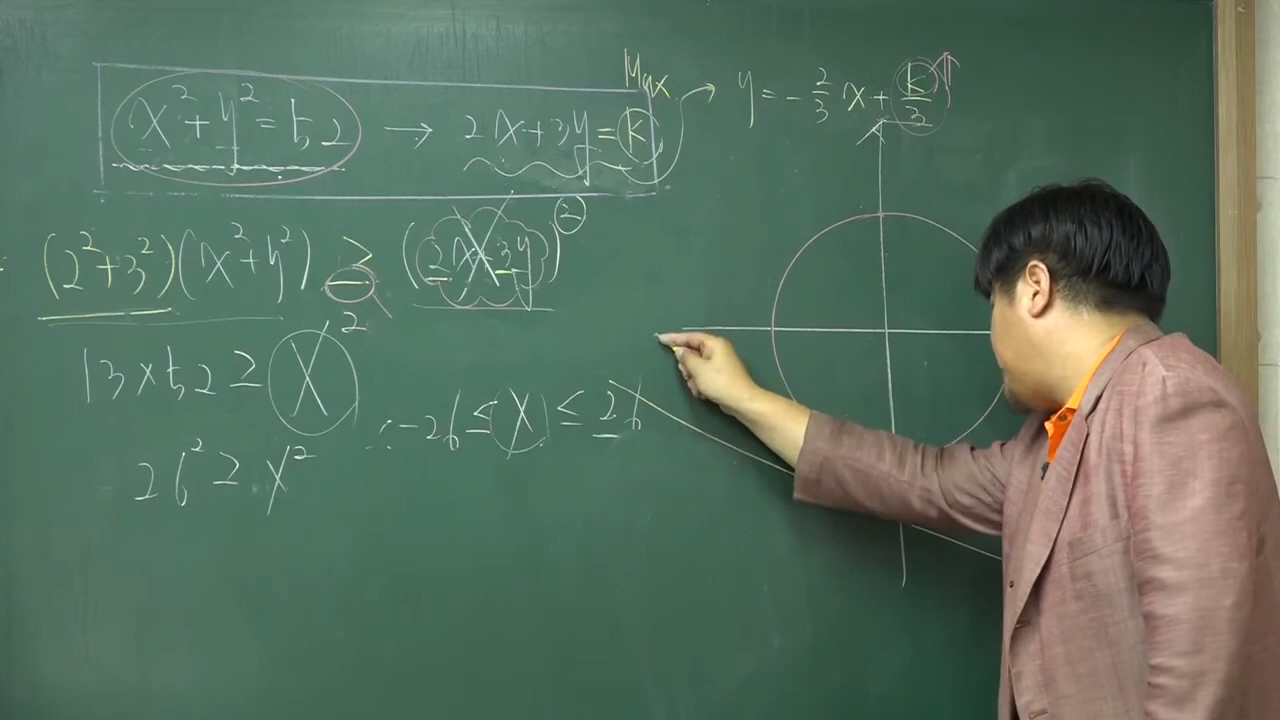 Max
x² + y² = 52 → 2x + 3y = k → y = -2/3 x + k/3
(2² + 3²)(x² + y²) ≥ (2x + 3y)²
13 × 52 ≥ X²
26² ≥ X² ∴ -26 ≤ X ≤ 26